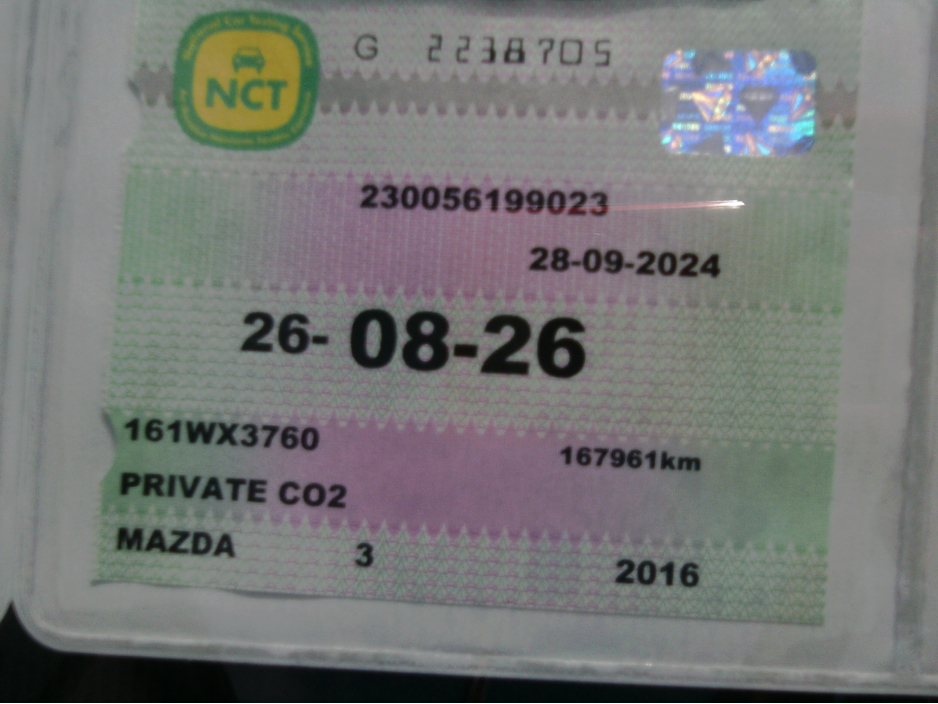 G 2238705
NCT
230056199023
28-09-2024
26-08-26
161WX3760
167961km
PRIVATE CO2
MAZDA 3 2016